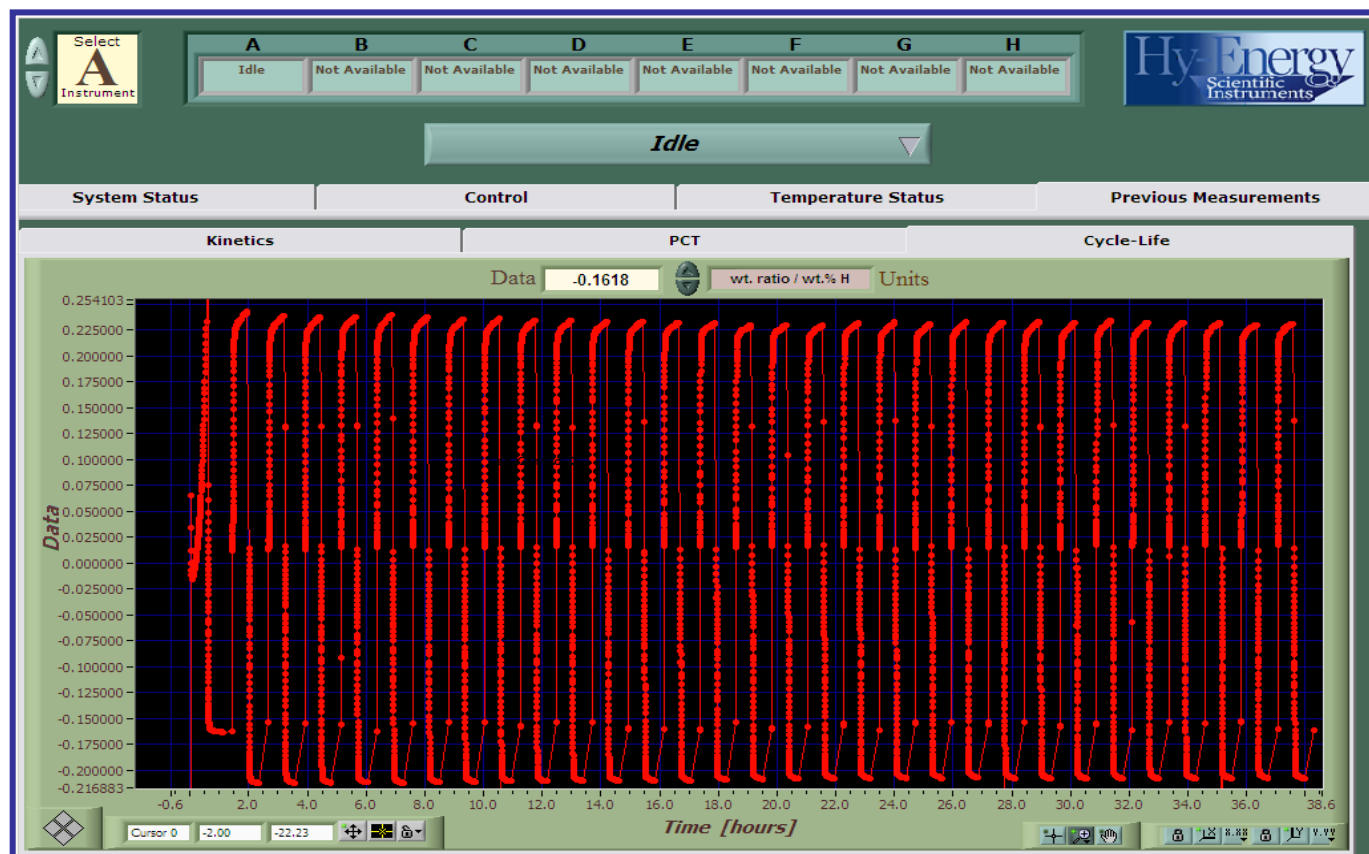 Select
A
Instrument
A B C D E F G H
Idle Not Available Not Available Not Available Not Available Not Available Not Available Not Available
Hy-Energy
Scientific
Instruments
Idle
System Status Control Temperature Status Previous Measurements
Kinetics PCT Cycle-Life
Data -0.1618 wt. ratio / wt.% H Units
0.254103
0.225000
0.200000
0.175000
0.150000
0.125000
0.100000
0.075000
0.050000
0.025000
0.000000
-0.025000
-0.050000
-0.075000
-0.100000
-0.125000
-0.150000
-0.175000
-0.200000
-0.216883
Data
-0.6 2.0 4.0 6.0 8.0 10.0 12.0 14.0 16.0 18.0 20.0 22.0 24.0 26.0 28.0 30.0 32.0 34.0 36.0 38.6
Time [hours]
Cursor 0 -2.00 -22.23
X X.XX Y Y.YY